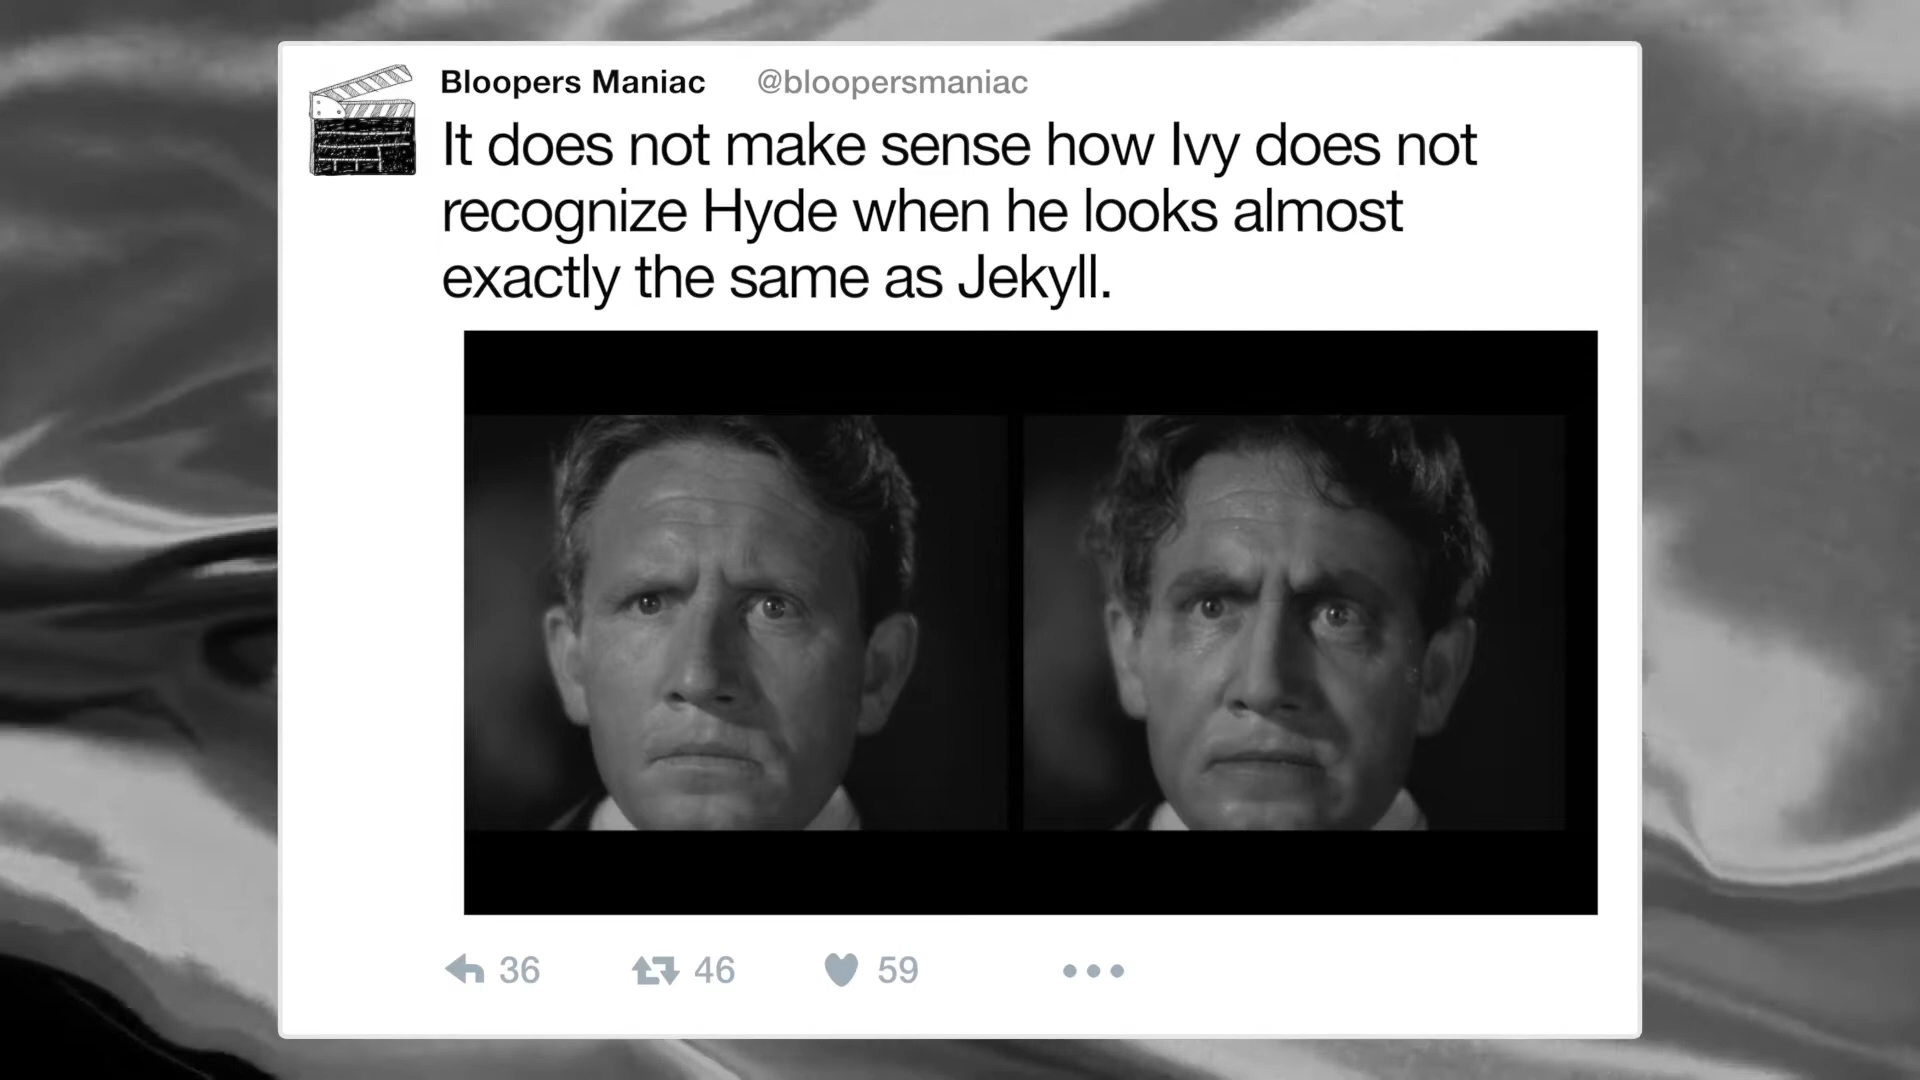 Bloopers Maniac @bloopersmaniac
It does not make sense how Ivy does not
recognize Hyde when he looks almost
exactly the same as Jekyll.
36 46 59